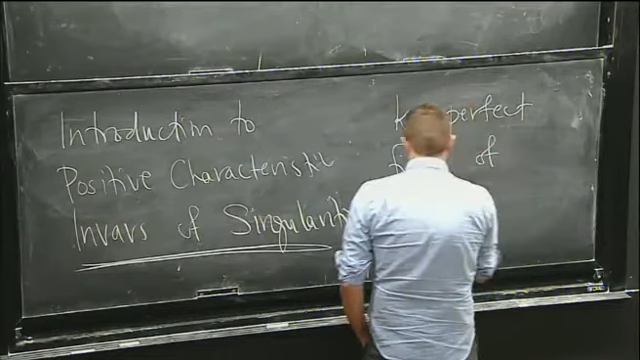 Introduction to
Positive Characteristic
Invars of Singularit
k perfect
f of